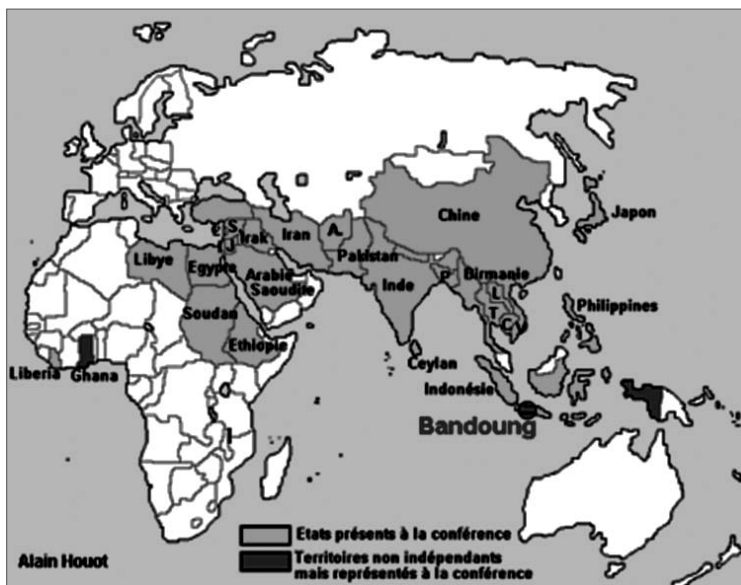 Chine
Japon
Iran
A.
S.
Irak
J
Libye
Egypte
Pakistan
Arabie
Saoudite
Inde
P
Birmanie
L
Soudan
T
C
V
Philippines
Ethiopie
Liberia
Ghana
Ceylan
Indonésie
Bandoung
Etats présents à la conférence
Territoires non indépendants
mais représentés à la conférence
Alain Houot